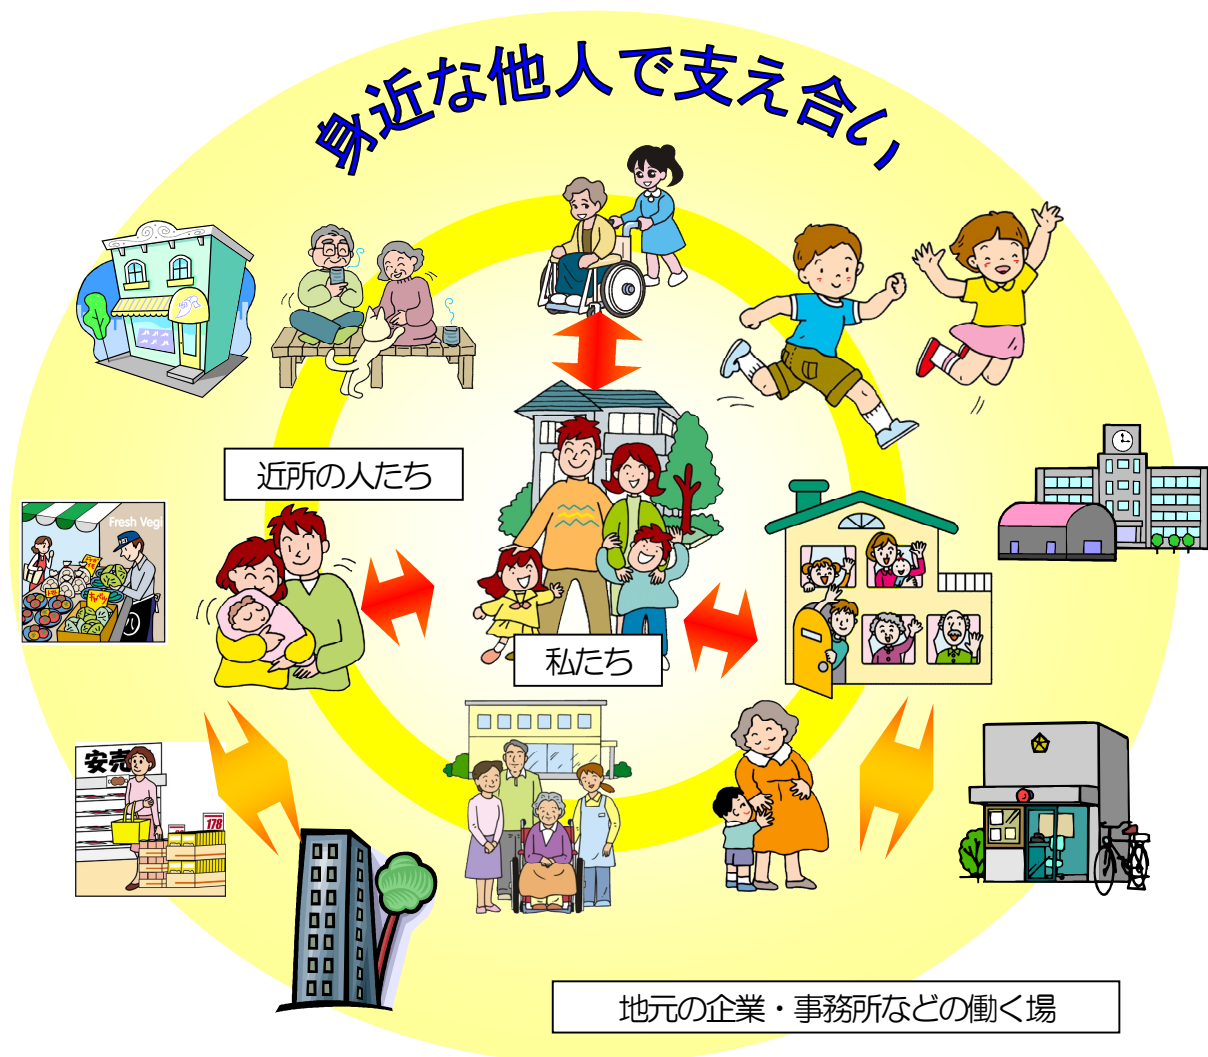 身近な他人で支え合い
近所の人たち
Fresh Vegi
私たち
安売
178
地元の企業・事務所などの働く場